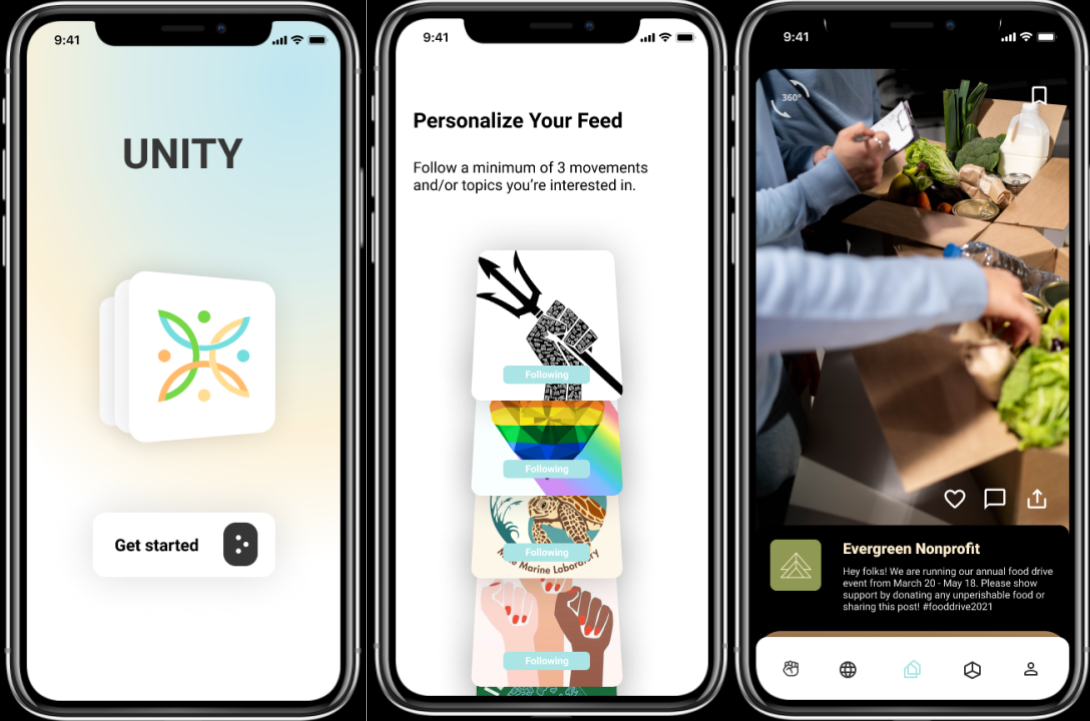 9:41
UNITY
Get started
9:41
Personalize Your Feed
Follow a minimum of 3 movements
and/or topics you're interested in.
Following
Following
Following
Marine Laboratory
Following
9:41
360°
Evergreen Nonprofit
Hey folks! We are running our annual food drive
event from March 20 - May 18. Please show
support by donating any unperishable food or
sharing this post! #fooddrive2021